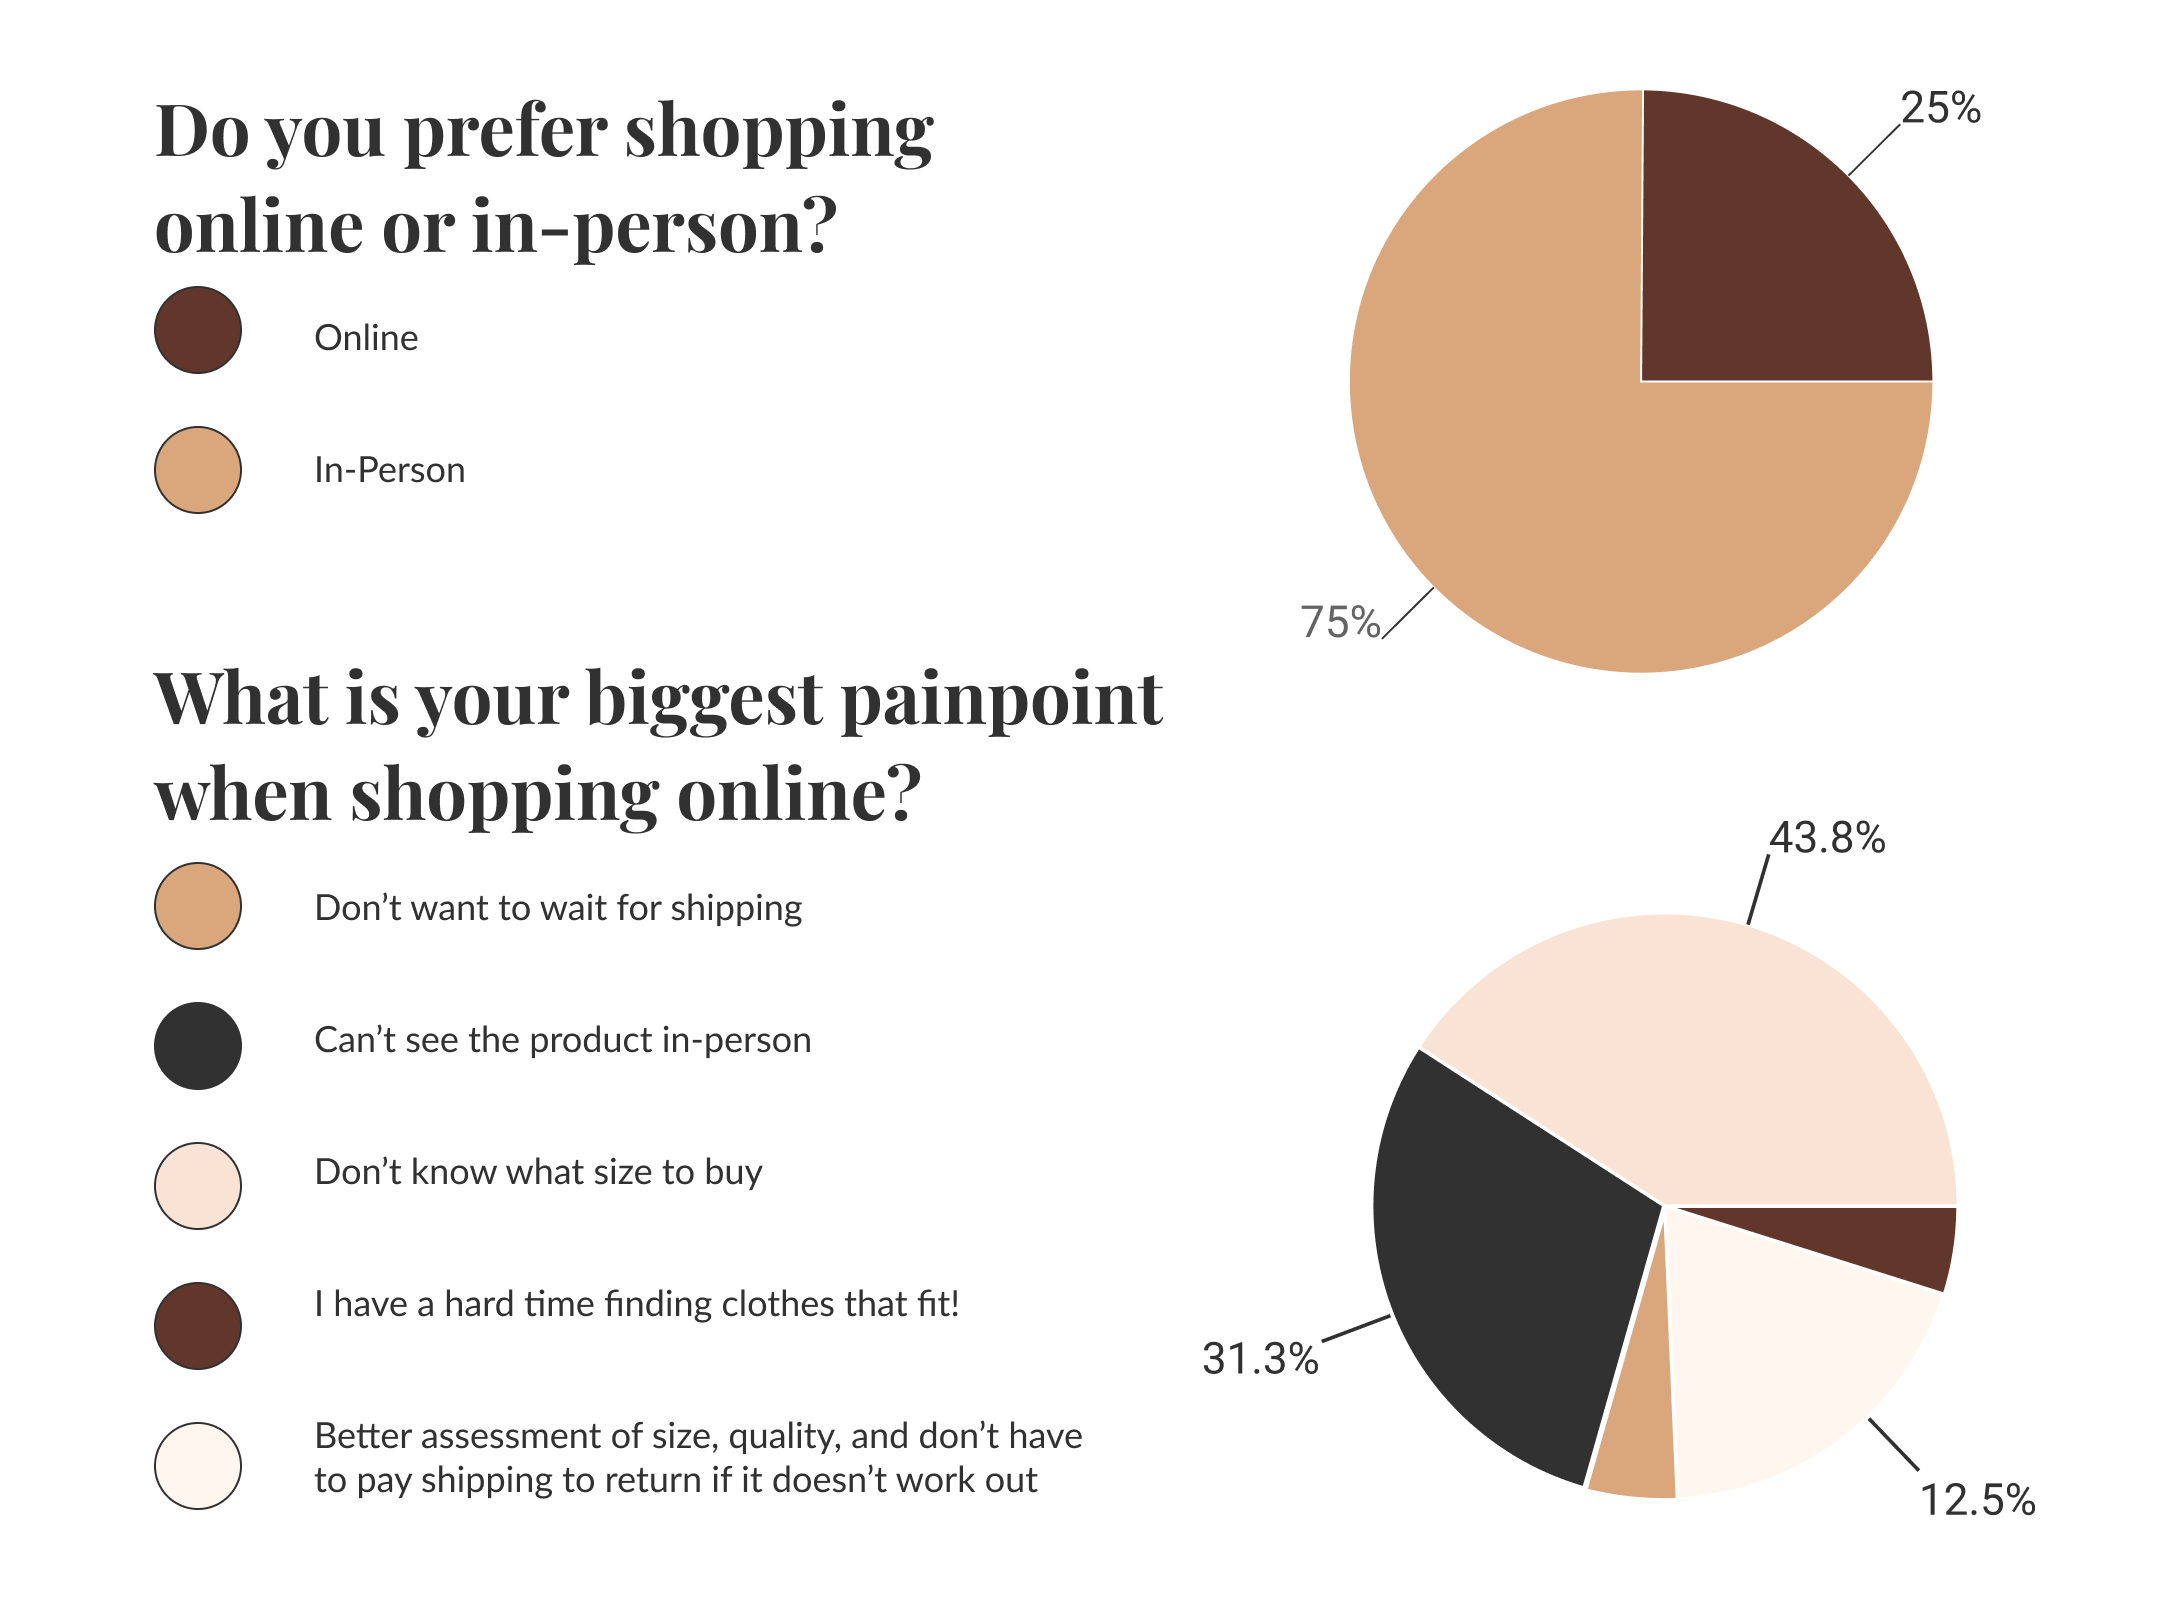 Do you prefer shopping
online or in-person?
Online
In-Person
25%
75%
What is your biggest painpoint
when shopping online?
Don’t want to wait for shipping
Can’t see the product in-person
Don’t know what size to buy
I have a hard time finding clothes that fit!
Better assessment of size, quality, and don’t have
to pay shipping to return if it doesn’t work out
43.8%
31.3%
12.5%